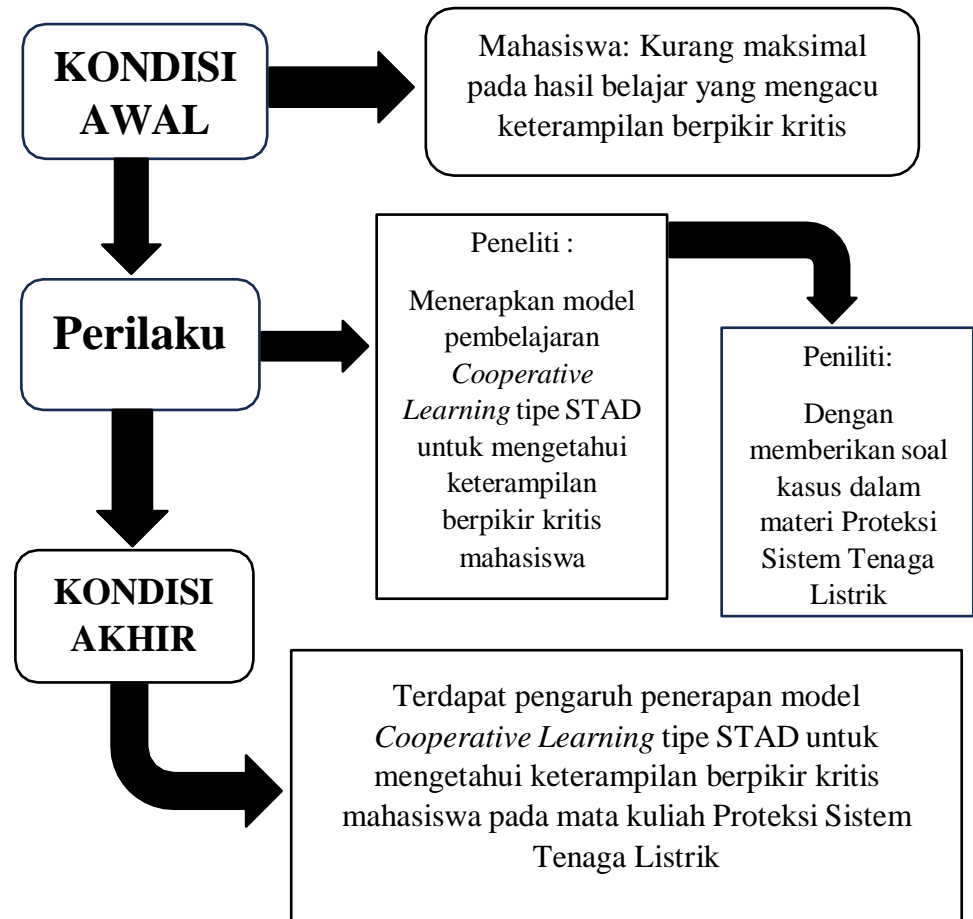 KONDISI
AWAL
Mahasiswa: Kurang maksimal
pada hasil belajar yang mengacu
keterampilan berpikir kritis
Perilaku
Peneliti :
Menerapkan model
pembelajaran
Cooperative
Learning tipe STAD
untuk mengetahui
keterampilan
berpikir kritis
mahasiswa
Peniliti:
Dengan
memberikan soal
kasus dalam
materi Proteksi
Sistem Tenaga
Listrik
KONDISI
AKHIR
Terdapat pengaruh penerapan model
Cooperative Learning tipe STAD untuk
mengetahui keterampilan berpikir kritis
mahasiswa pada mata kuliah Proteksi Sistem
Tenaga Listrik